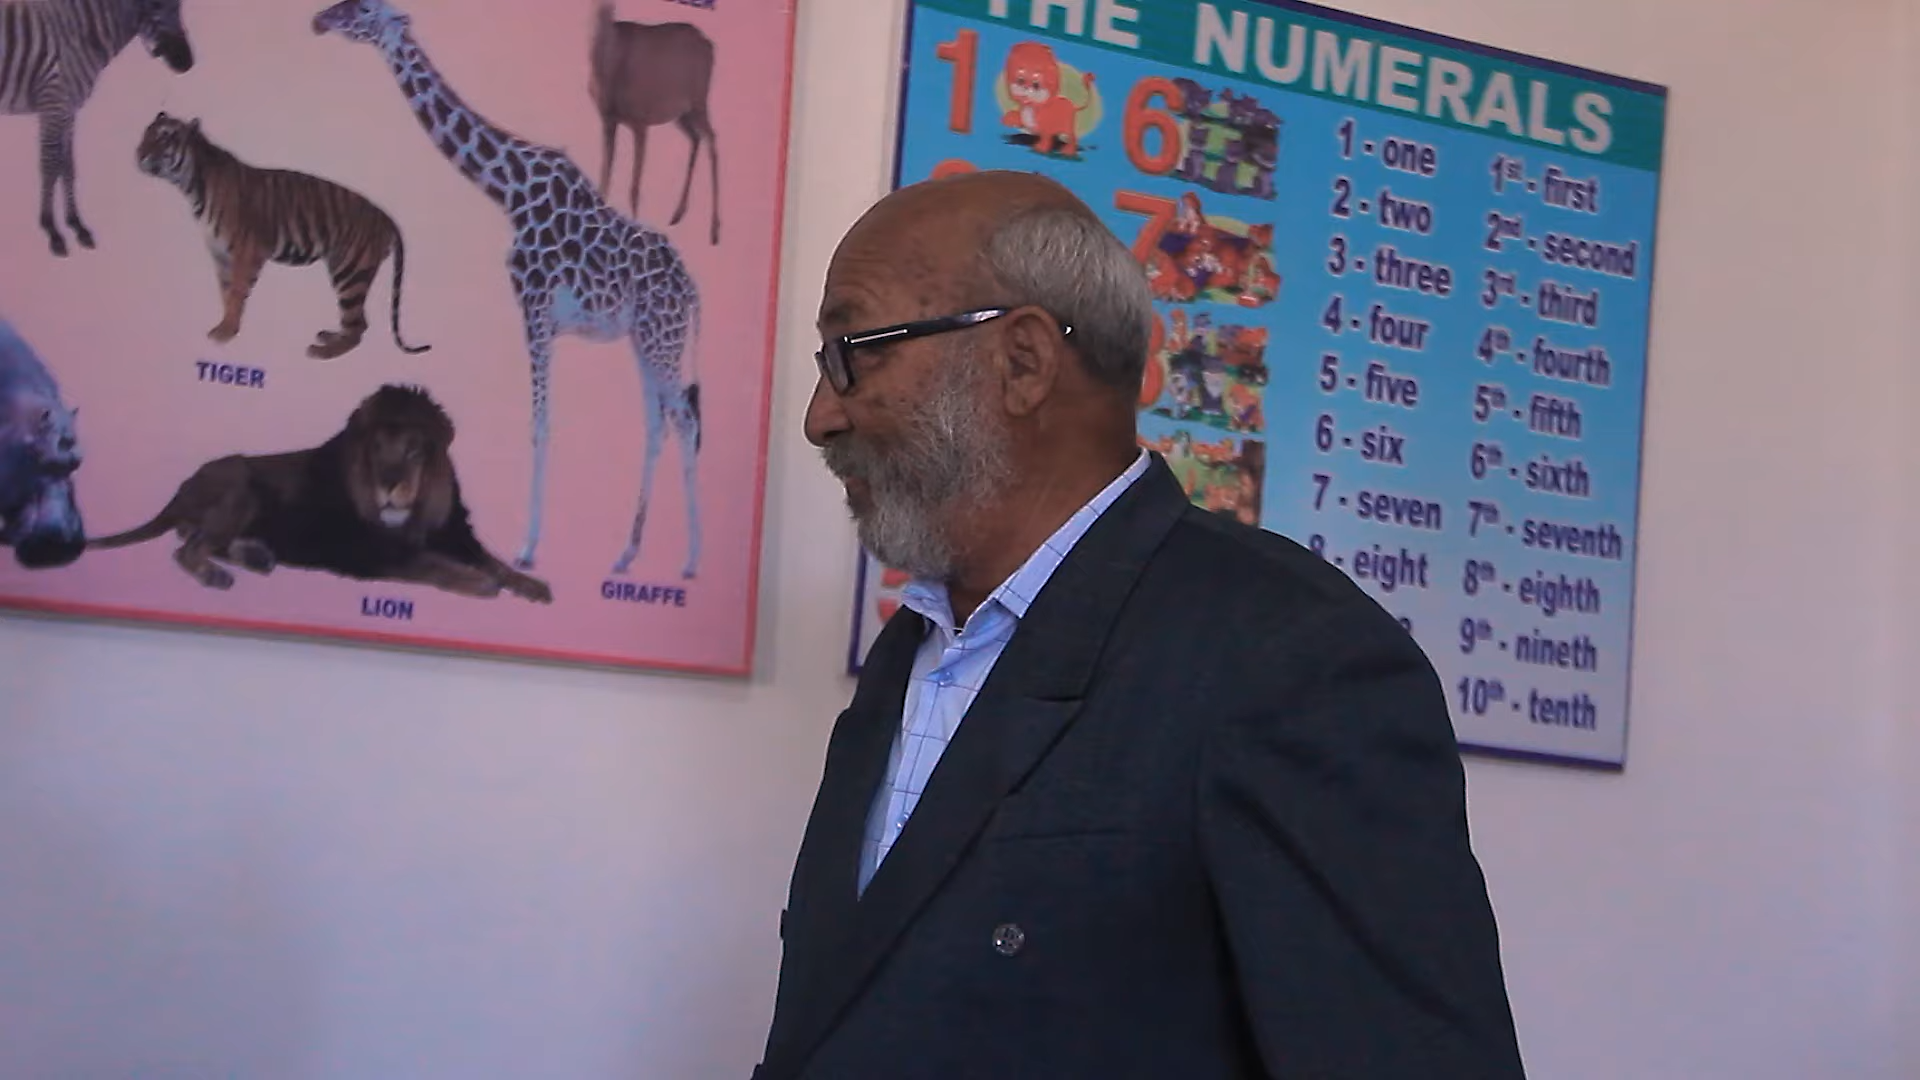 TIGER
LION
GIRAFFE
THE NUMERALS
1
6
7
8
1 - one
2 - two
3 - three
4 - four
5 - five
6 - six
7 - seven
8 - eight
1st - first
2nd - second
3rd - third
4th - fourth
5th - fifth
6th - sixth
7th - seventh
8th - eighth
9th - nineth
10th - tenth